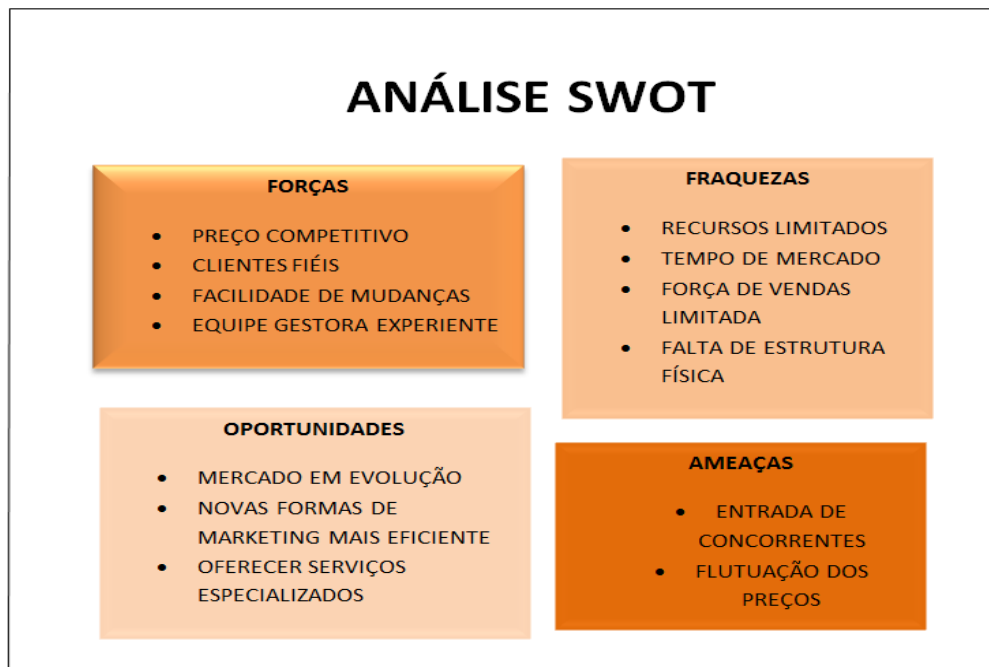 ANÁLISE SWOT
FORÇAS
• PREÇO COMPETITIVO
• CLIENTES FIÉIS
• FACILIDADE DE MUDANÇAS
• EQUIPE GESTORA EXPERIENTE
FRAQUEZAS
• RECURSOS LIMITADOS
• TEMPO DE MERCADO
• FORÇA DE VENDAS
LIMITADA
• FALTA DE ESTRUTURA
FÍSICA
OPORTUNIDADES
• MERCADO EM EVOLUÇÃO
• NOVAS FORMAS DE
MARKETING MAIS EFICIENTE
• OFERECER SERVIÇOS
ESPECIALIZADOS
AMEAÇAS
• ENTRADA DE
CONCORRENTES
• FLUTUAÇÃO DOS
PREÇOS